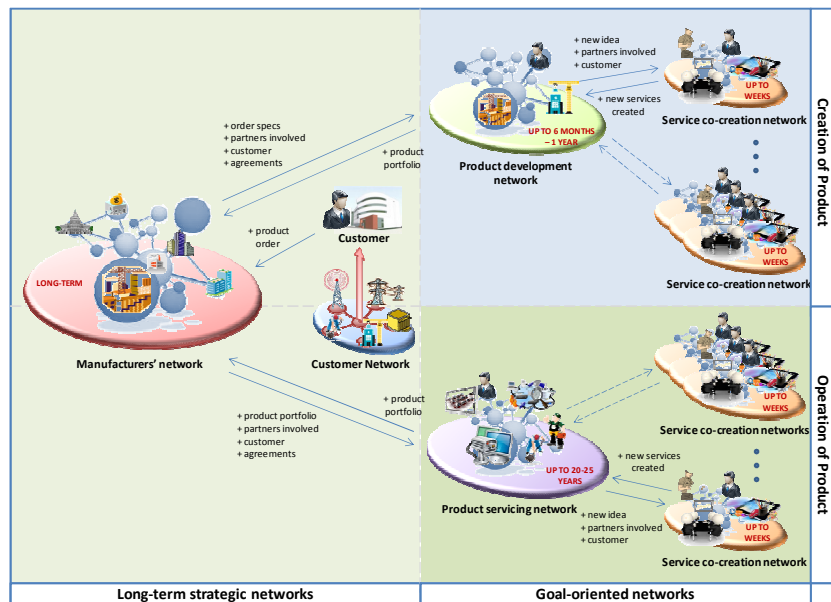 + new idea
+ partners involved
+ customer
UP TO
WEEKS
+ new services
created
Service co-creation network
UP TO 6 MONTHS
– 1 YEAR
Product development
network
+ order specs
+ partners involved
+ customer
+ agreements
+ product
portfolio
Creation of Product
UP TO
WEEKS
Service co-creation network
+ product
order
Customer
LONG-TERM
Manufacturers' network
Customer Network
+ product
portfolio
+ product portfolio
+ partners involved
+ customer
+ agreements
UP TO
WEEKS
Service co-creation networks
Operation of Product
UP TO 20-25
YEARS
Product servicing network
+ new services
created
+ new idea
+ partners involved
+ customer
UP TO
WEEKS
Service co-creation network
Long-term strategic networks
Goal-oriented networks